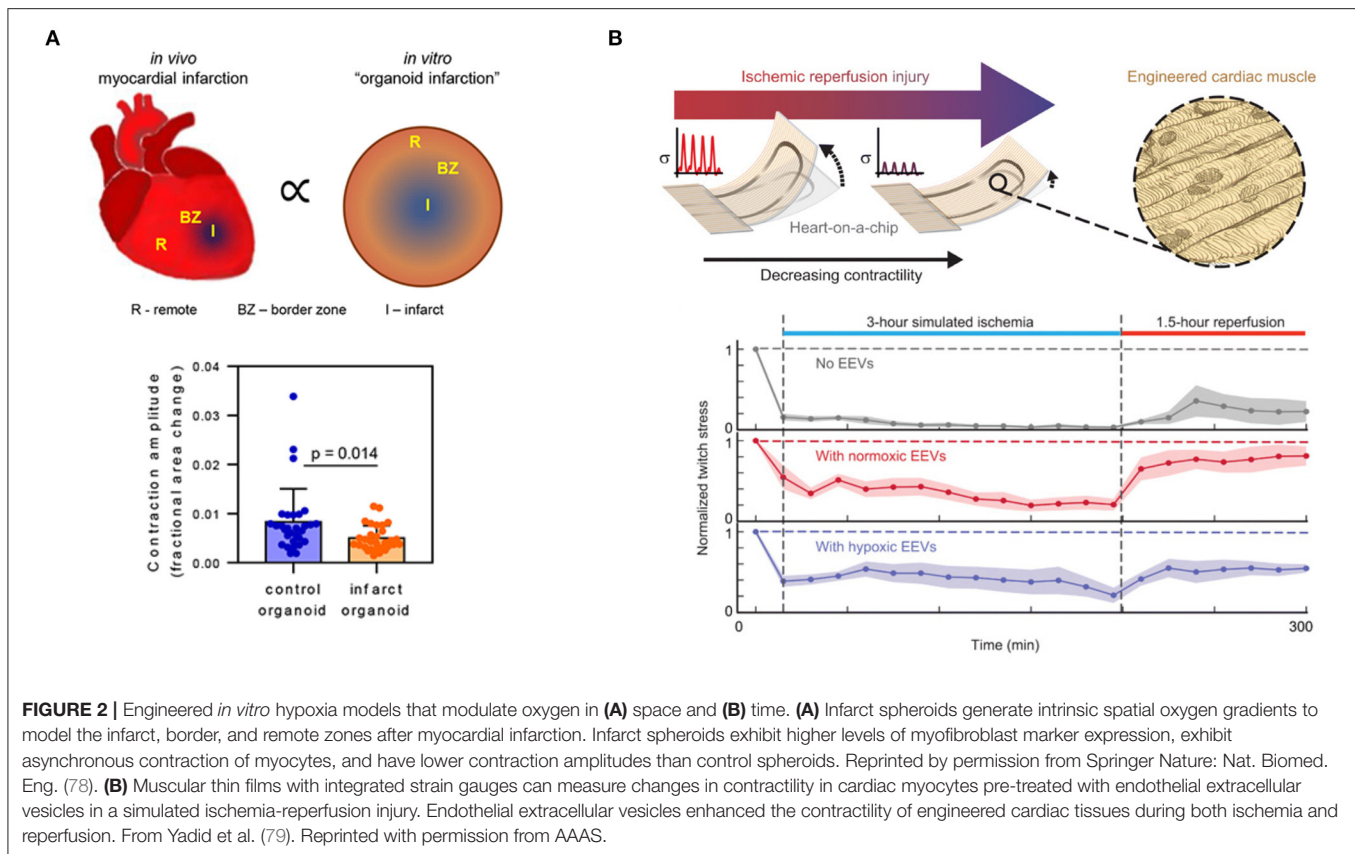 A
in vivo
myocardial infarction
in vitro
“organoid infarction”
∝
R
BZ
I
BZ
I
R
R - remote
BZ – border zone
I – infarct
Contraction amplitude
(fractional area change)
0.04
0.03
0.02
0.01
0.00
p = 0.014
control
organoid
infarct
organoid
B
Ischemic reperfusion injury
Engineered cardiac muscle
σ
σ
Heart-on-a-chip
Decreasing contractility
3-hour simulated ischemia
1.5-hour reperfusion
Normalized twitch stress
1
No EEVs
0
1
With normoxic EEVs
0
1
With hypoxic EEVs
0
0
300
Time (min)
FIGURE 2 | Engineered in vitro hypoxia models that modulate oxygen in (A) space and (B) time. (A) Infarct spheroids generate intrinsic spatial oxygen gradients to
model the infarct, border, and remote zones after myocardial infarction. Infarct spheroids exhibit higher levels of myofibroblast marker expression, exhibit
asynchronous contraction of myocytes, and have lower contraction amplitudes than control spheroids. Reprinted by permission from Springer Nature: Nat. Biomed.
Eng. (78). (B) Muscular thin films with integrated strain gauges can measure changes in contractility in cardiac myocytes pre-treated with endothelial extracellular
vesicles in a simulated ischemia-reperfusion injury. Endothelial extracellular vesicles enhanced the contractility of engineered cardiac tissues during both ischemia and
reperfusion. From Yadid et al. (79). Reprinted with permission from AAAS.